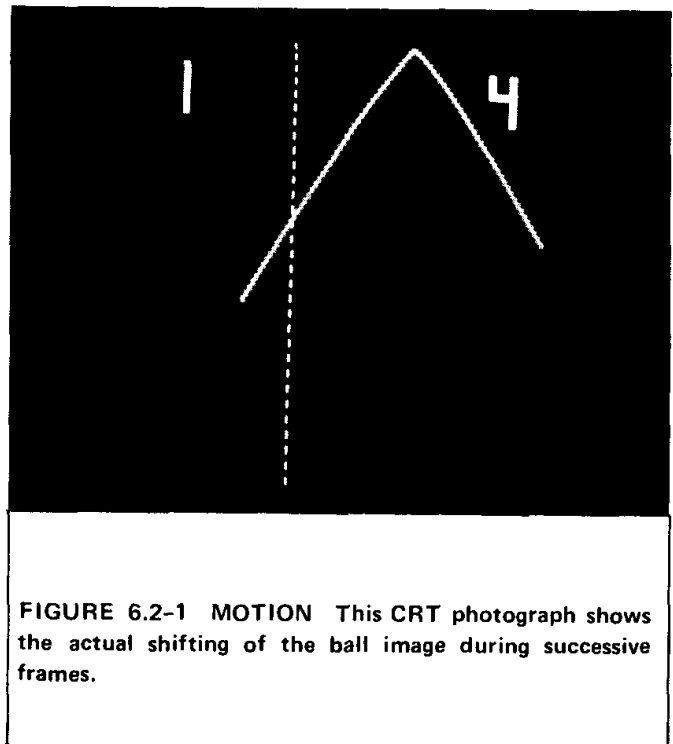 1 4
FIGURE 6.2-1 MOTION This CRT photograph shows
the actual shifting of the ball image during successive
frames.